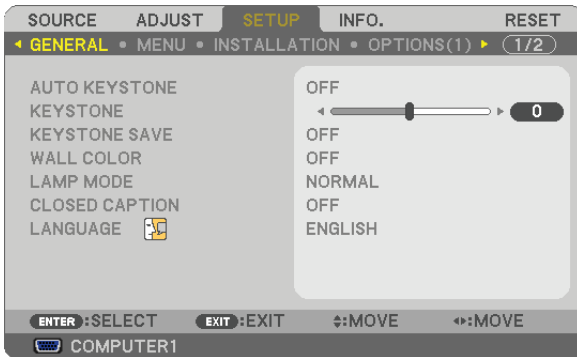 SOURCE ADJUST SETUP INFO. RESET
GENERAL • MENU • INSTALLATION • OPTIONS(1) 1/2
AUTO KEYSTONE OFF
KEYSTONE 0
KEYSTONE SAVE OFF
WALL COLOR OFF
LAMP MODE NORMAL
CLOSED CAPTION OFF
LANGUAGE ENGLISH
ENTER :SELECT EXIT :EXIT :MOVE :MOVE
COMPUTER1